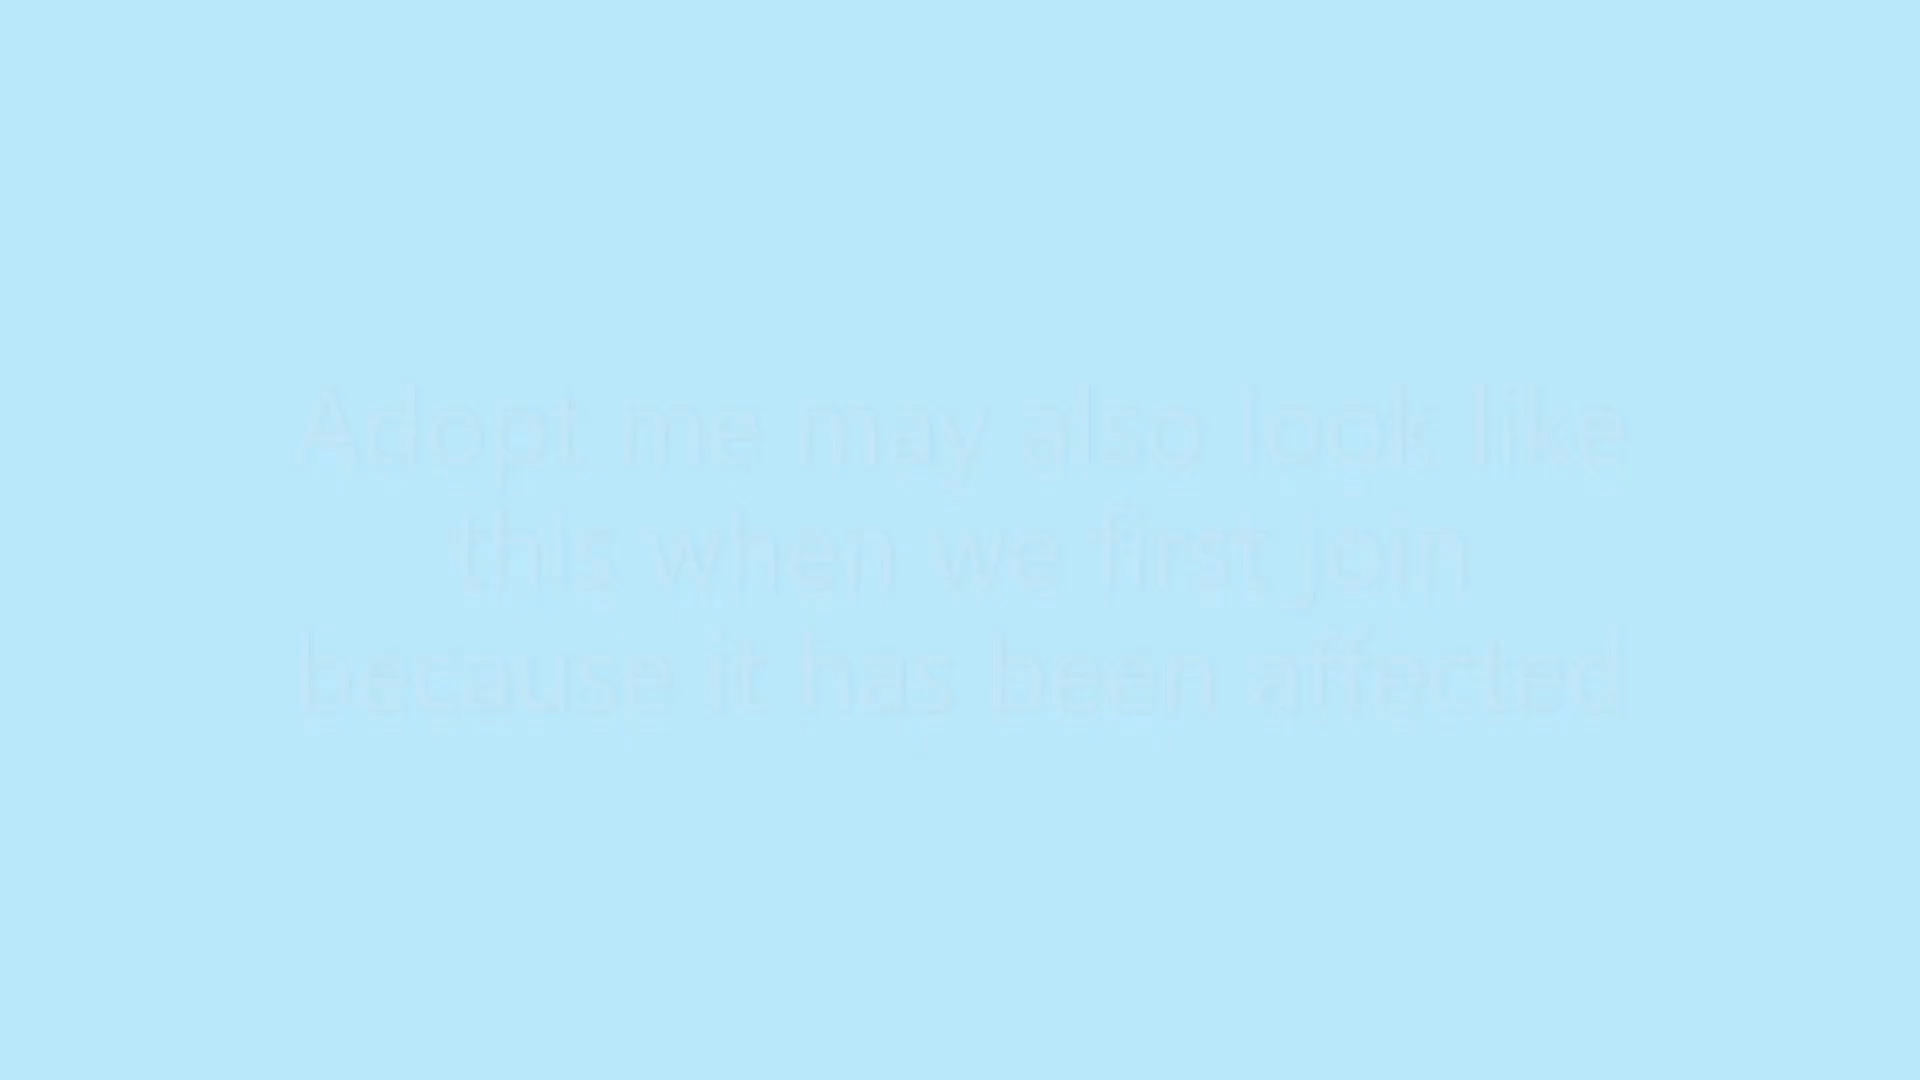 Adopt me may also look like
this when we first join
because it has been affected